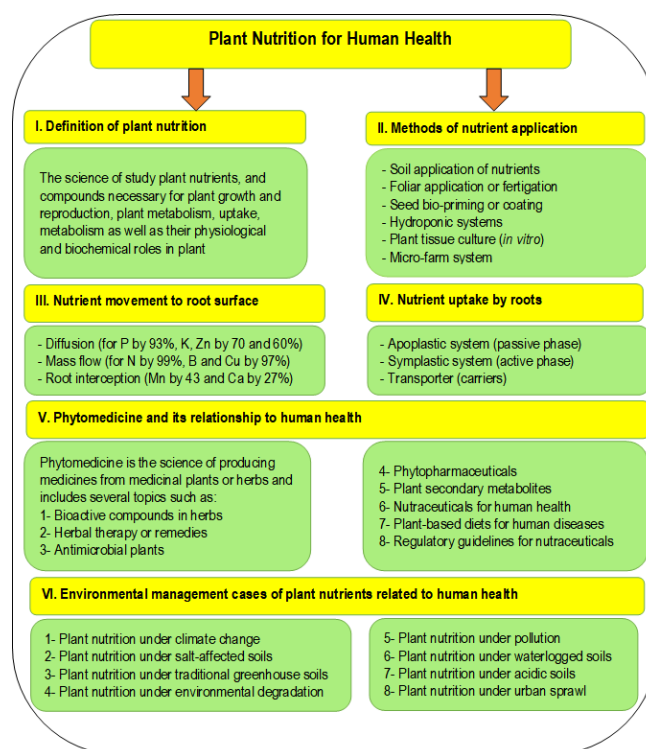 Plant Nutrition for Human Health
I. Definition of plant nutrition
The science of study plant nutrients, and
compounds necessary for plant growth and
reproduction, plant metabolism, uptake,
metabolism as well as their physiological
and biochemical roles in plant
II. Methods of nutrient application
- Soil application of nutrients
- Foliar application or fertigation
- Seed bio-priming or coating
- Hydroponic systems
- Plant tissue culture (in vitro)
- Micro-farm system
III. Nutrient movement to root surface
- Diffusion (for P by 93%, K, Zn by 70 and 60%)
- Mass flow (for N by 99%, B and Cu by 97%)
- Root interception (Mn by 43 and Ca by 27%)
IV. Nutrient uptake by roots
- Apoplastic system (passive phase)
- Symplastic system (active phase)
- Transporter (carriers)
V. Phytomedicine and its relationship to human health
Phytomedicine is the science of producing
medicines from medicinal plants or herbs and
includes several topics such as:
1- Bioactive compounds in herbs
2- Herbal therapy or remedies
3- Antimicrobial plants
4- Phytopharmaceuticals
5- Plant secondary metabolites
6- Nutraceuticals for human health
7- Plant-based diets for human diseases
8- Regulatory guidelines for nutraceuticals
VI. Environmental management cases of plant nutrients related to human health
1- Plant nutrition under climate change
2- Plant nutrition under salt-affected soils
3- Plant nutrition under traditional greenhouse soils
4- Plant nutrition under environmental degradation
5- Plant nutrition under pollution
6- Plant nutrition under waterlogged soils
7- Plant nutrition under acidic soils
8- Plant nutrition under urban sprawl